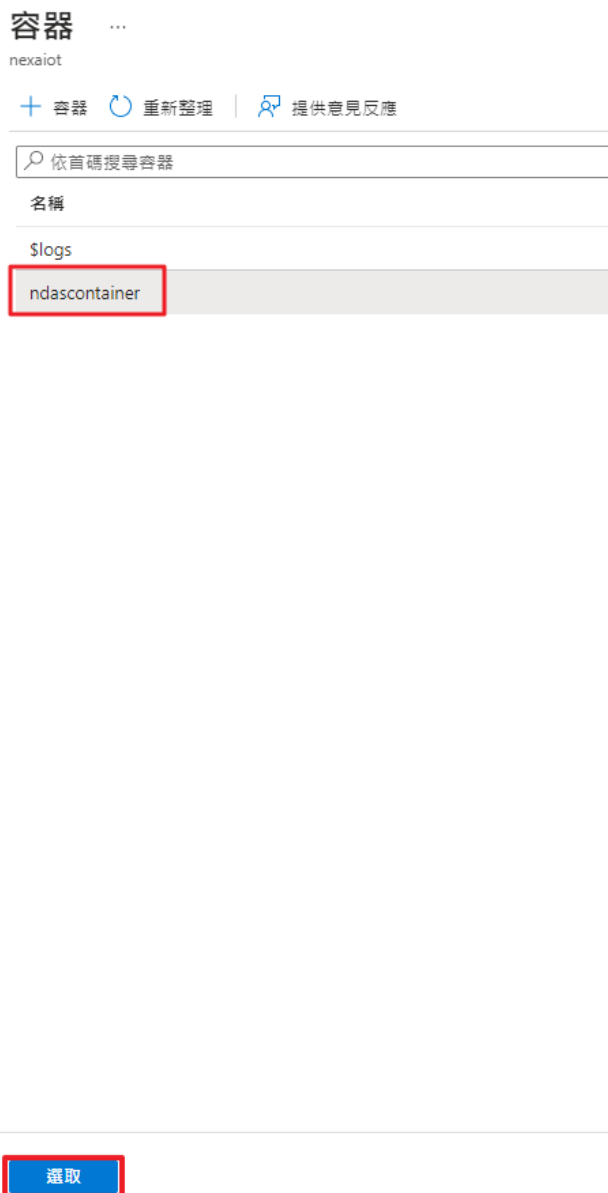 容器 ...
nexaiot
容器 重新整理 提供意見反應
依首碼搜尋容器
名稱
$logs
ndascontainer
選取